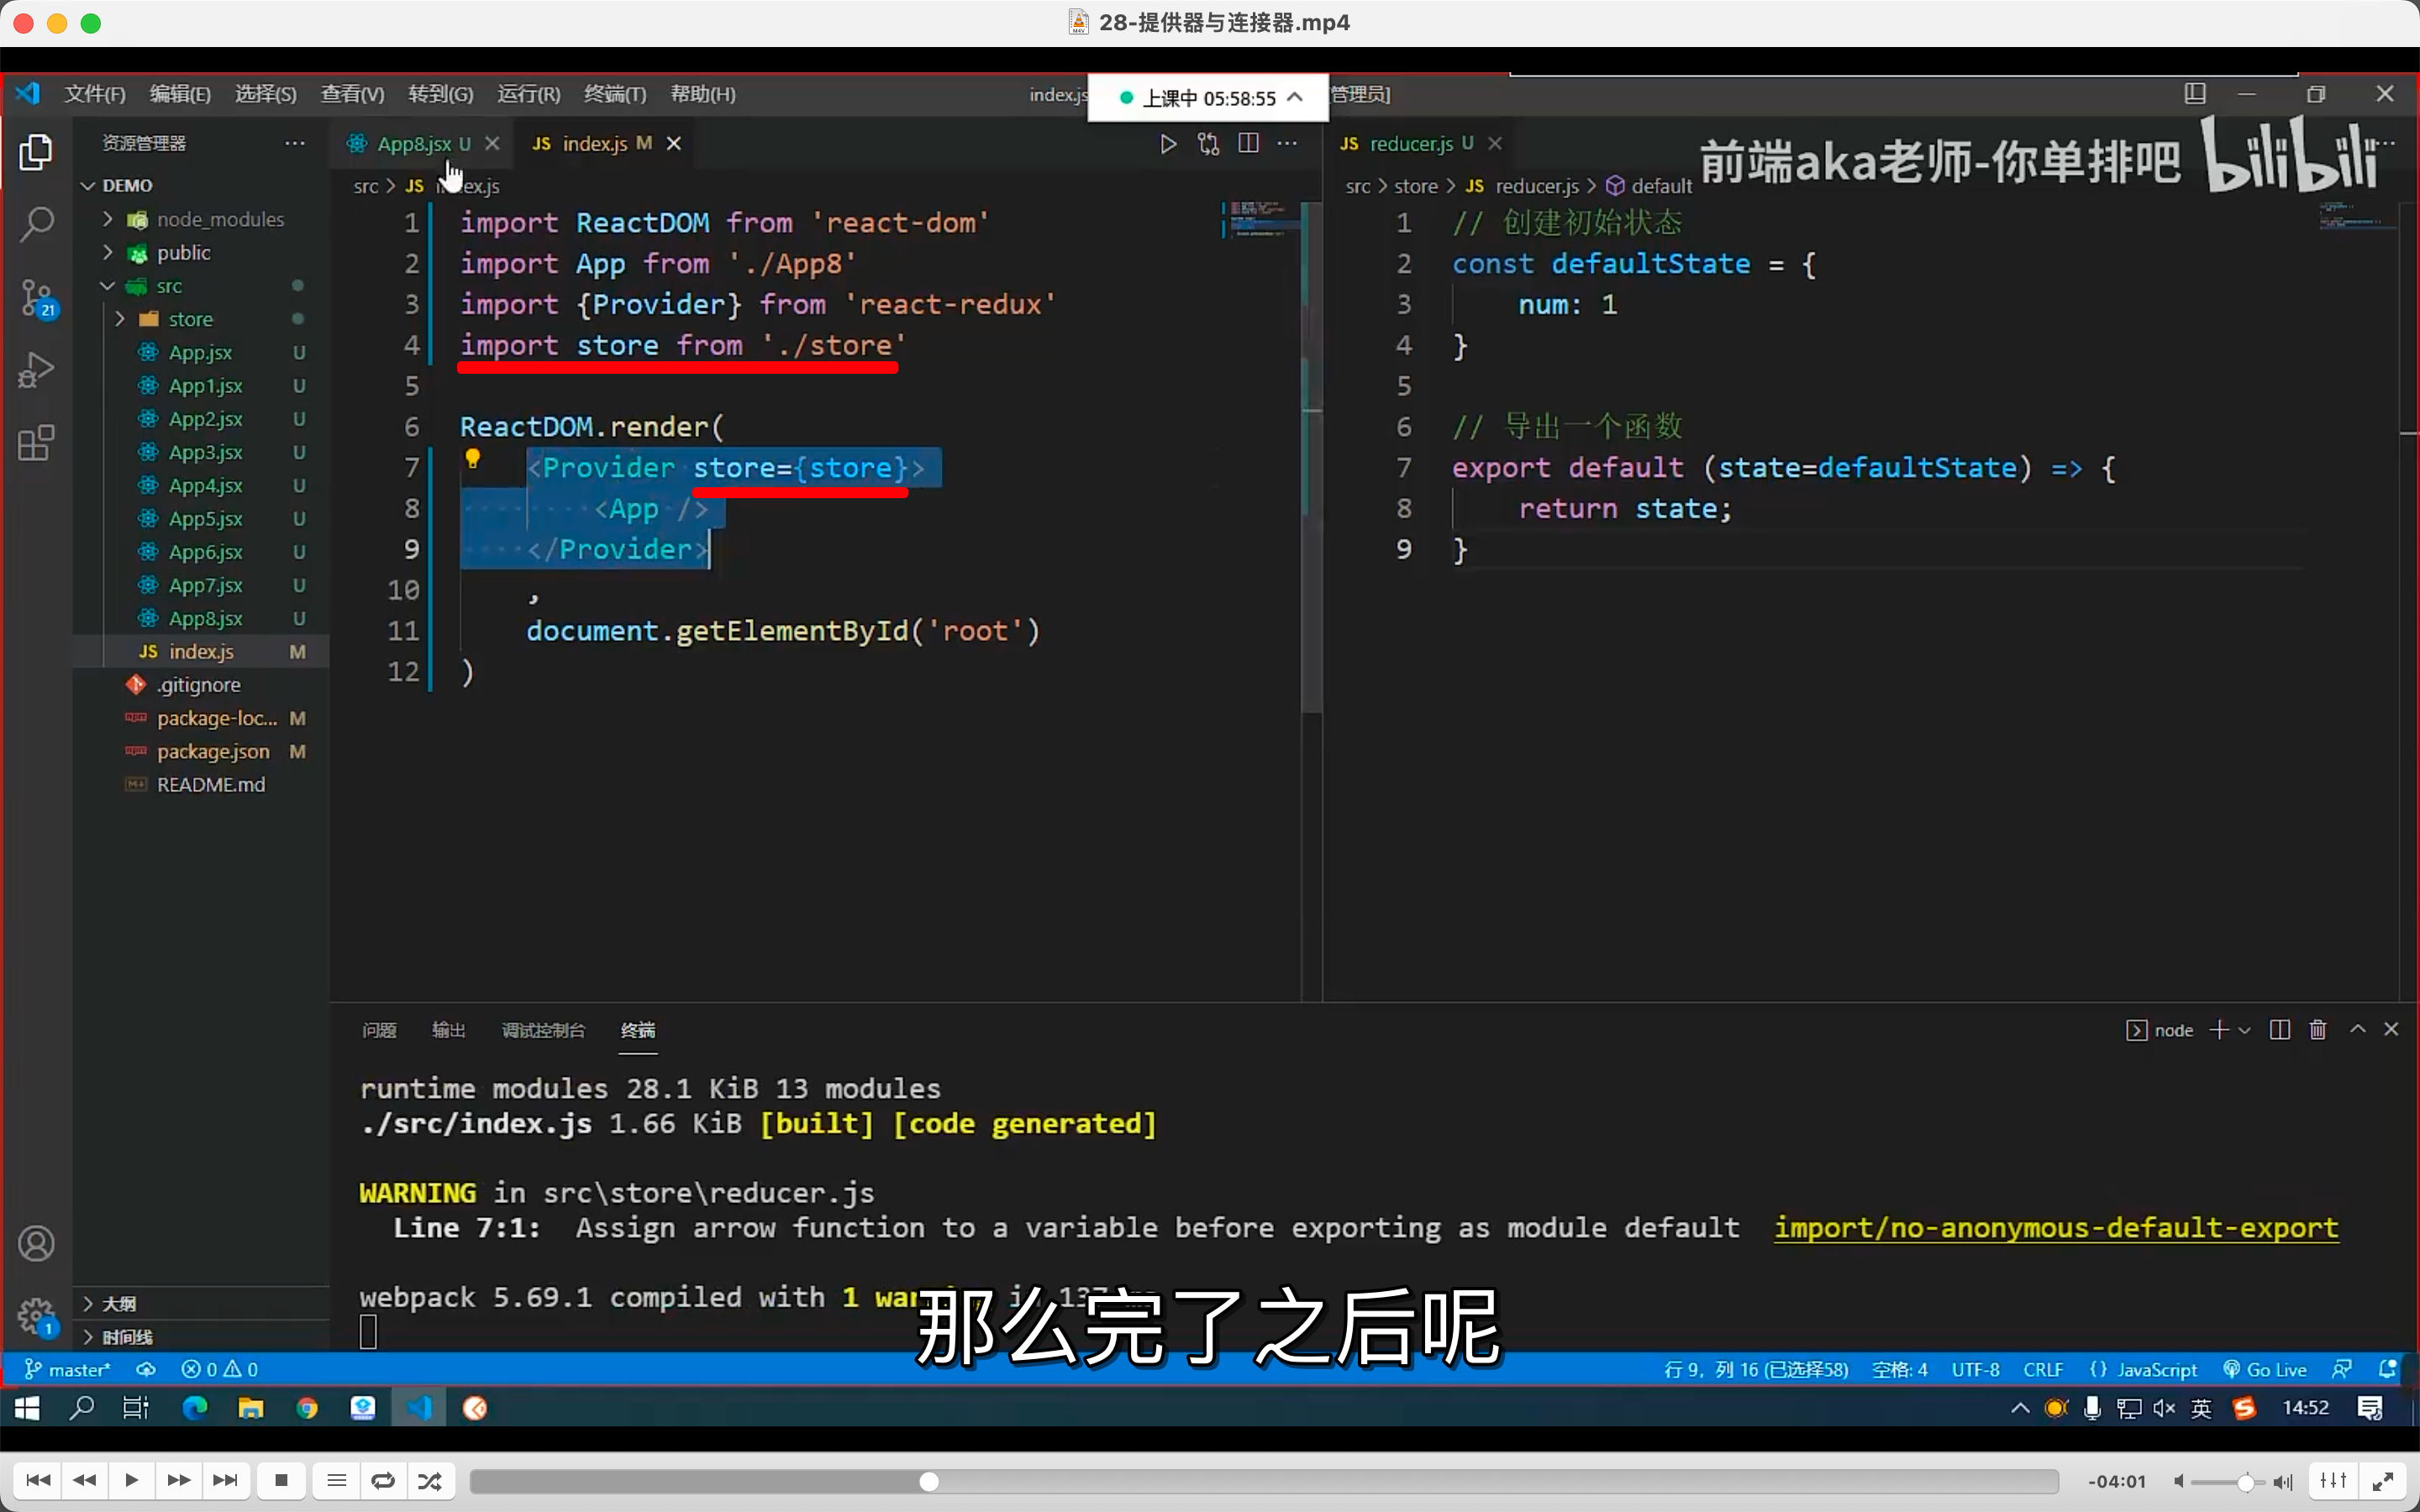 28-提供器与连接器.mp4
文件(F) 编辑(E) 选择(S) 查看(V) 转到(G) 运行(R) 终端(T) 帮助(H)
index.js
上课中 05:58:55
管理员]
资源管理器
App8.jsx U
JS index.js M
JS reducer.js U
前端aka老师-你单排吧 bilibili
DEMO
node_modules
public
src
store
App.jsx U
App1.jsx U
App2.jsx U
App3.jsx U
App4.jsx U
App5.jsx U
App6.jsx U
App7.jsx U
App8.jsx U
JS index.js M
.gitignore
package-loc... M
package.json M
README.md
大纲
时间线
21
1
src > JS index.js
1 import ReactDOM from 'react-dom'
2 import App from './App8'
3 import {Provider} from 'react-redux'
4 import store from './store'
5
6 ReactDOM.render(
7 <Provider store={store}>
8 <App />
9 </Provider>
10 ,
11 document.getElementById('root')
12 )
src > store > JS reducer.js > default
1 // 创建初始状态
2 const defaultState = {
3 num: 1
4 }
5
6 // 导出一个函数
7 export default (state=defaultState) => {
8 return state;
9 }
问题 输出 调试控制台 终端
node
runtime modules 28.1 KiB 13 modules
./src/index.js 1.66 KiB [built] [code generated]
WARNING in src\store\reducer.js
Line 7:1: Assign arrow function to a variable before exporting as module default import/no-anonymous-default-export
webpack 5.69.1 compiled with 1
那么完了之后呢
master* 0 0
行 9，列 16 (已选择58) 空格: 4 UTF-8 CRLF {} JavaScript Go Live
英 14:52
-04:01